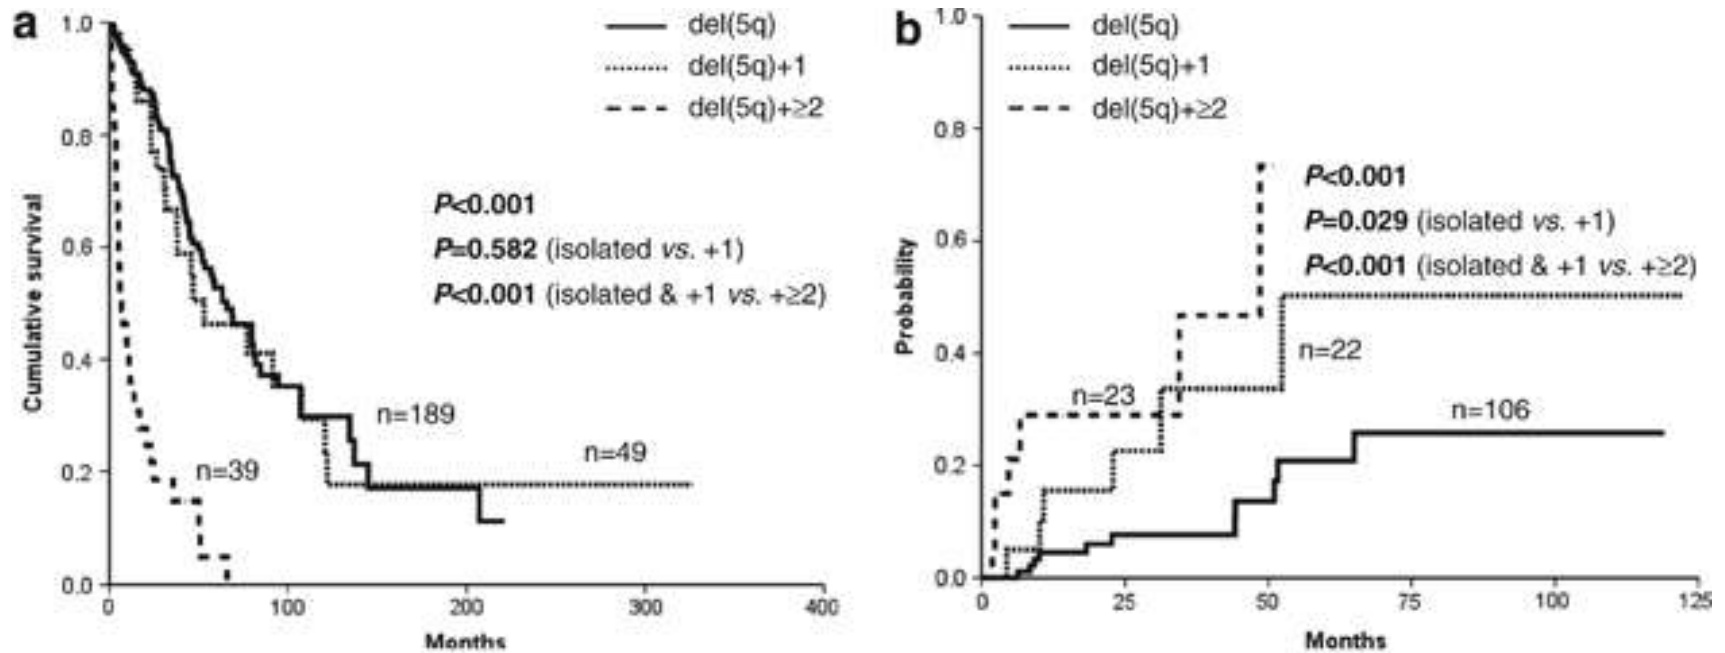 a
1.0
0.8
0.6
0.4
0.2
0.0
Cumulative survival
0
100
200
300
400
Months
del(5q)
del(5q)+1
del(5q)+≥2
P<0.001
P=0.582 (isolated vs. +1)
P<0.001 (isolated & +1 vs. +≥2)
n=189
n=49
n=39
b
1.0
0.8
0.6
0.4
0.2
0.0
Probability
0
25
50
75
100
125
Months
del(5q)
del(5q)+1
del(5q)+≥2
P<0.001
P=0.029 (isolated vs. +1)
P<0.001 (isolated & +1 vs. +≥2)
n=22
n=23
n=106